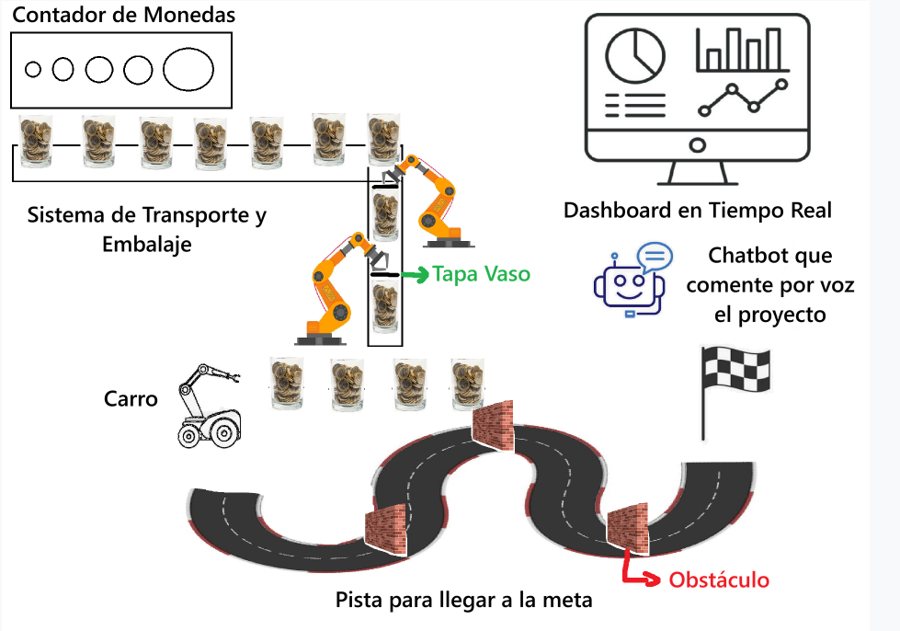 Contador de Monedas
Sistema de Transporte y
Embalaje
Dashboard en Tiempo Real
Tapa Vaso
Chatbot que
comente por voz
el proyecto
Carro
Obstáculo
Pista para llegar a la meta